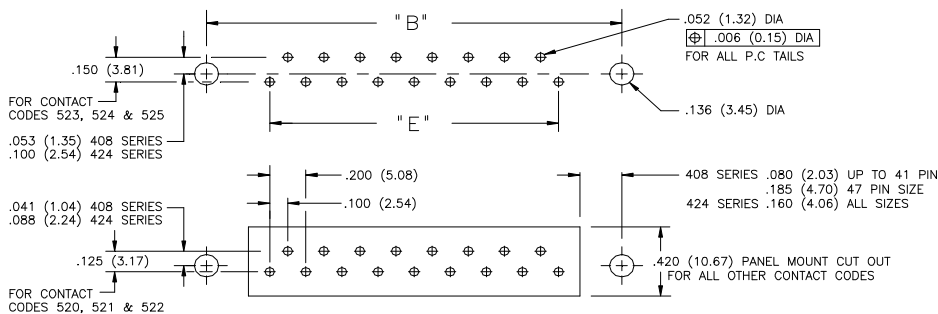 "B"
.052 (1.32) DIA
⌖ .006 (0.15) DIA
FOR ALL P.C TAILS
.150 (3.81)
FOR CONTACT
CODES 523, 524 & 525
.136 (3.45) DIA
"E"
.053 (1.35) 408 SERIES
.100 (2.54) 424 SERIES
.200 (5.08)
.100 (2.54)
408 SERIES .080 (2.03) UP TO 41 PIN
.185 (4.70) 47 PIN SIZE
424 SERIES .160 (4.06) ALL SIZES
.041 (1.04) 408 SERIES
.088 (2.24) 424 SERIES
.125 (3.17)
.420 (10.67) PANEL MOUNT CUT OUT
FOR ALL OTHER CONTACT CODES
FOR CONTACT
CODES 520, 521 & 522